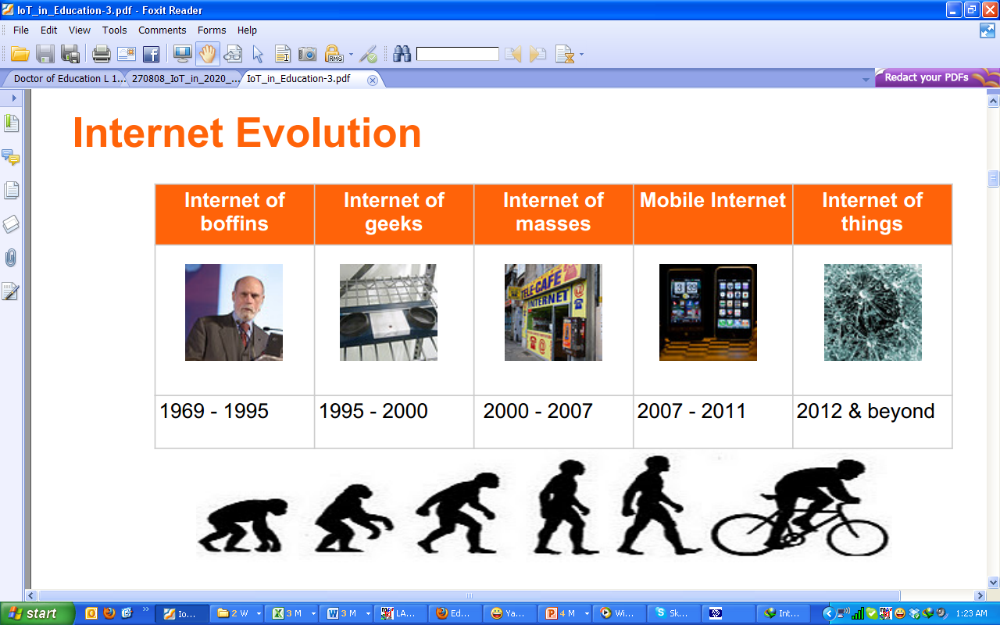 IoT_in_Education-3.pdf - Foxit Reader
File Edit View Tools Comments Forms Help
RMS
Doctor of Education L 1... 270808_IoT_in_2020_... IoT_in_Education-3.pdf
Redact your PDFs
Internet Evolution
Internet of boffins
Internet of geeks
Internet of masses
Mobile Internet
Internet of things
TELE-CAFE
INTERNET
1969 - 1995
1995 - 2000
2000 - 2007
2007 - 2011
2012 & beyond
start Io... 2 W 3 M 3 M LA... Ed... Ya... 4 M Wi... Sk... Int... 1:23 AM